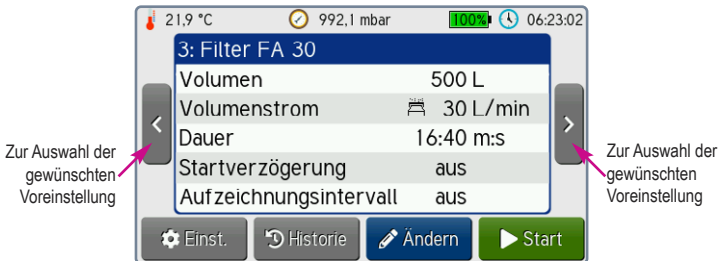 21,9 °C 992,1 mbar 100% 06:23:02
3: Filter FA 30
Volumen 500 L
Volumenstrom 30 L/min
Dauer 16:40 m:s
Startverzögerung aus
Aufzeichnungsintervall aus
Zur Auswahl der
gewünschten
Voreinstellung
Zur Auswahl der
gewünschten
Voreinstellung
Einst. Historie Ändern Start